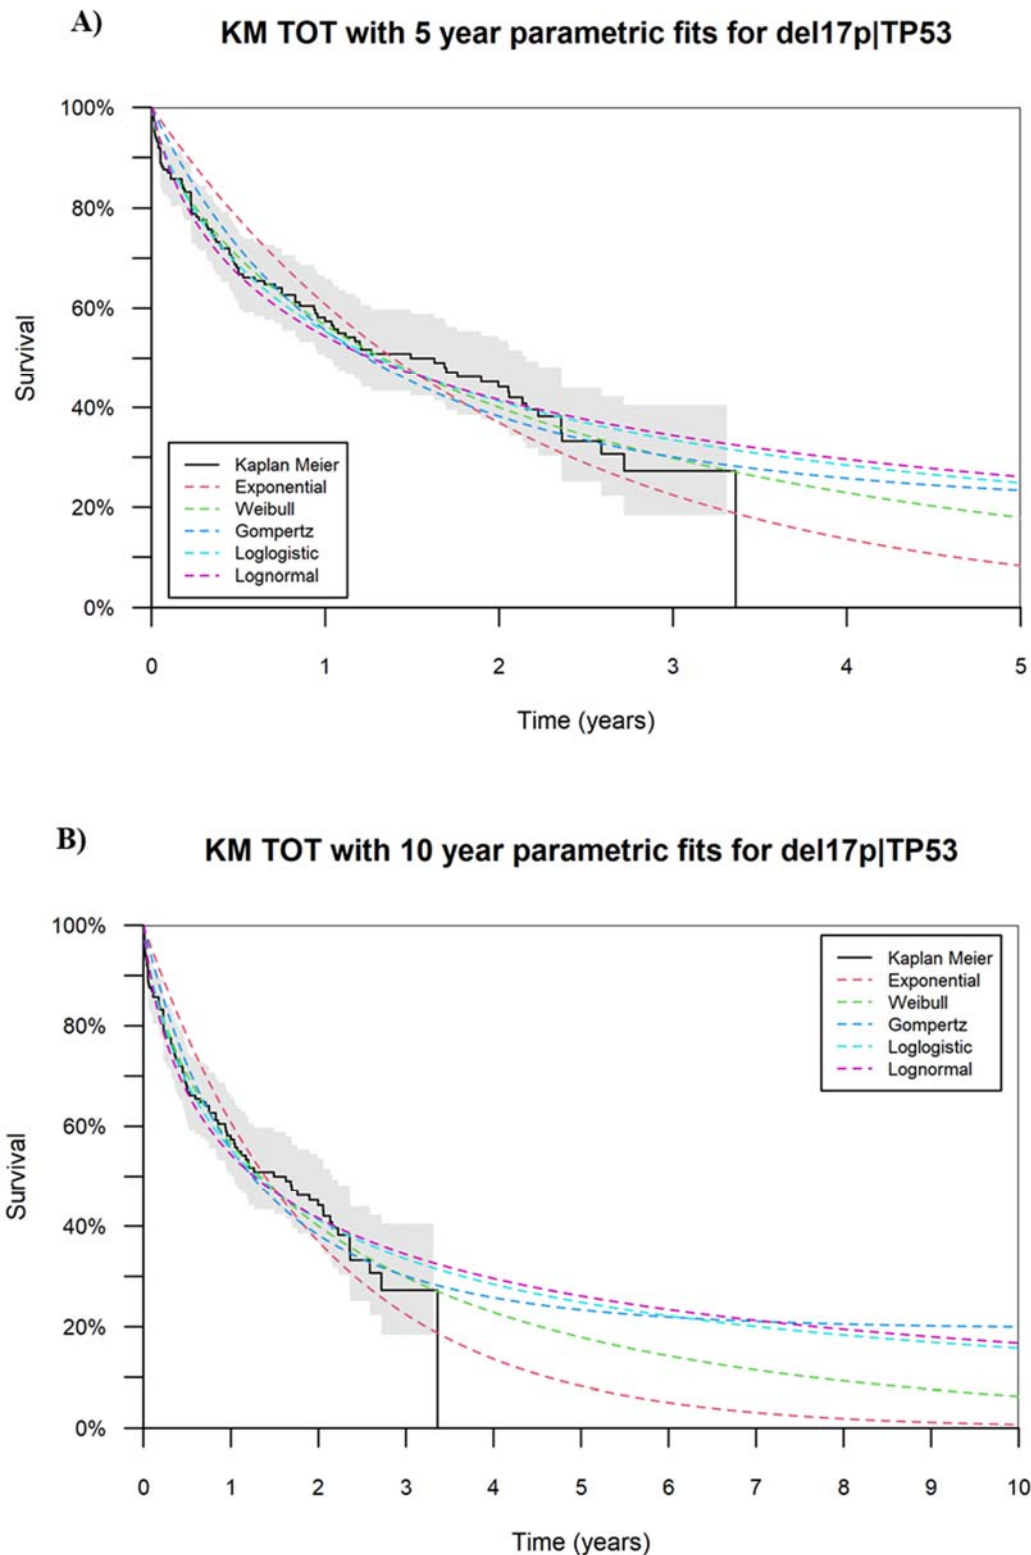 A)
KM TOT with 5 year parametric fits for del17p|TP53
100%
80%
60%
40%
20%
0%
Survival
Kaplan Meier
Exponential
Weibull
Gompertz
Loglogistic
Lognormal
0 1 2 3 4 5
Time (years)
B)
KM TOT with 10 year parametric fits for del17p|TP53
100%
80%
60%
40%
20%
0%
Survival
Kaplan Meier
Exponential
Weibull
Gompertz
Loglogistic
Lognormal
0 1 2 3 4 5 6 7 8 9 10
Time (years)